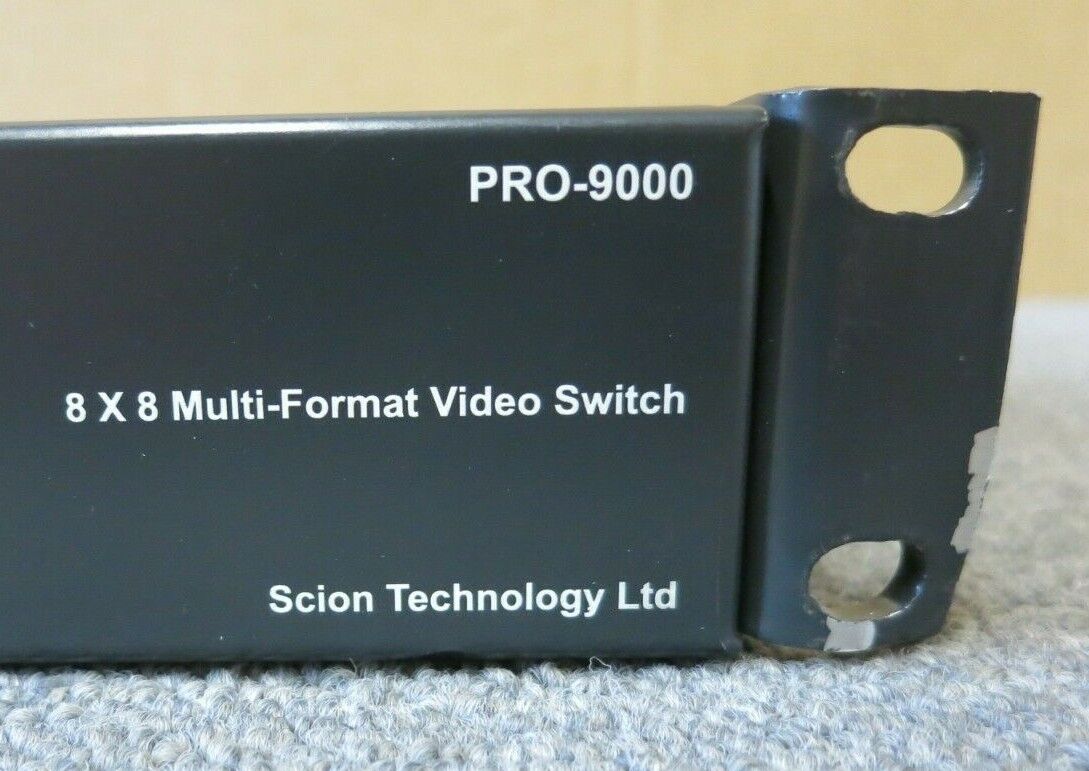 PRO-9000
8 X 8 Multi-Format Video Switch
Scion Technology Ltd